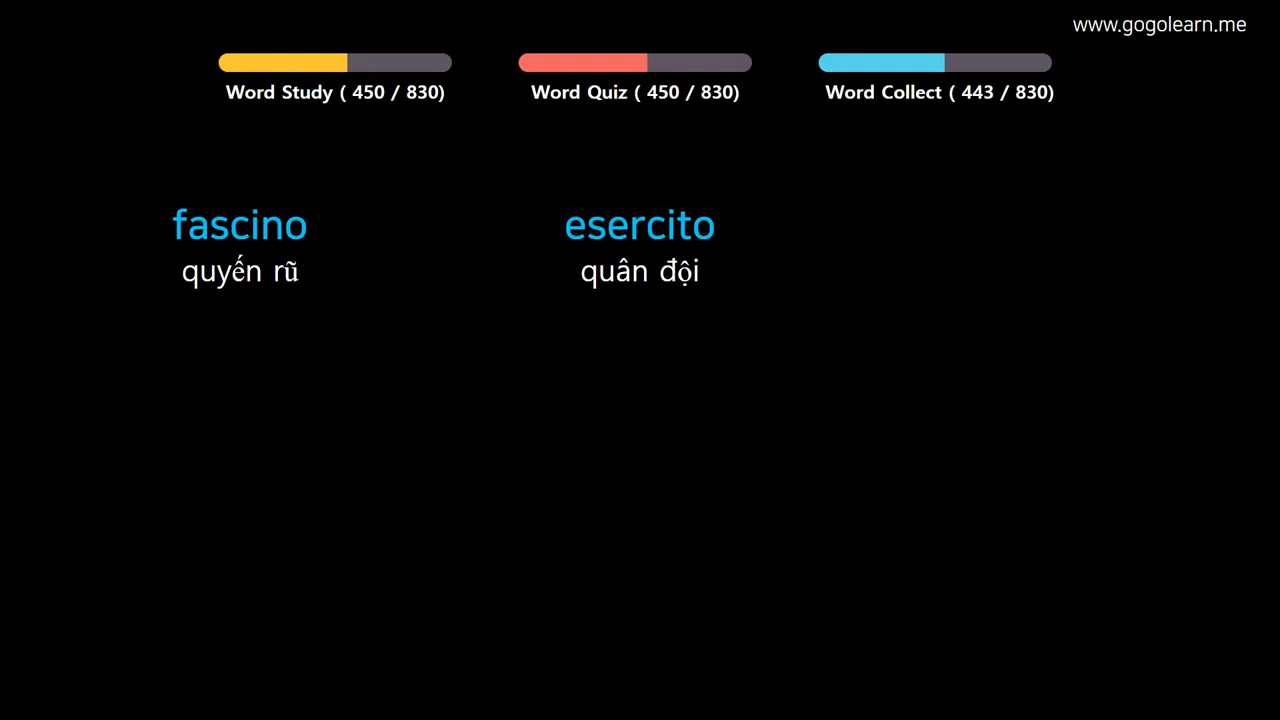 www.gogolearn.me
Word Study ( 450 / 830)
Word Quiz ( 450 / 830)
Word Collect ( 443 / 830)
fascino
quyến rũ
esercito
quân đội